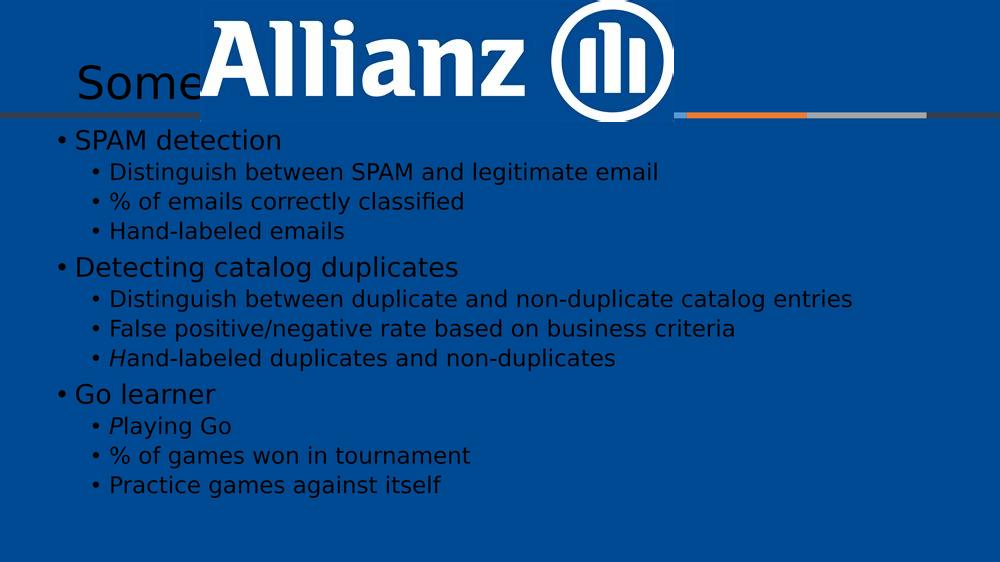 Allianz
Some
• SPAM detection
• Distinguish between SPAM and legitimate email
• % of emails correctly classified
• Hand-labeled emails
• Detecting catalog duplicates
• Distinguish between duplicate and non-duplicate catalog entries
• False positive/negative rate based on business criteria
• Hand-labeled duplicates and non-duplicates
• Go learner
• Playing Go
• % of games won in tournament
• Practice games against itself